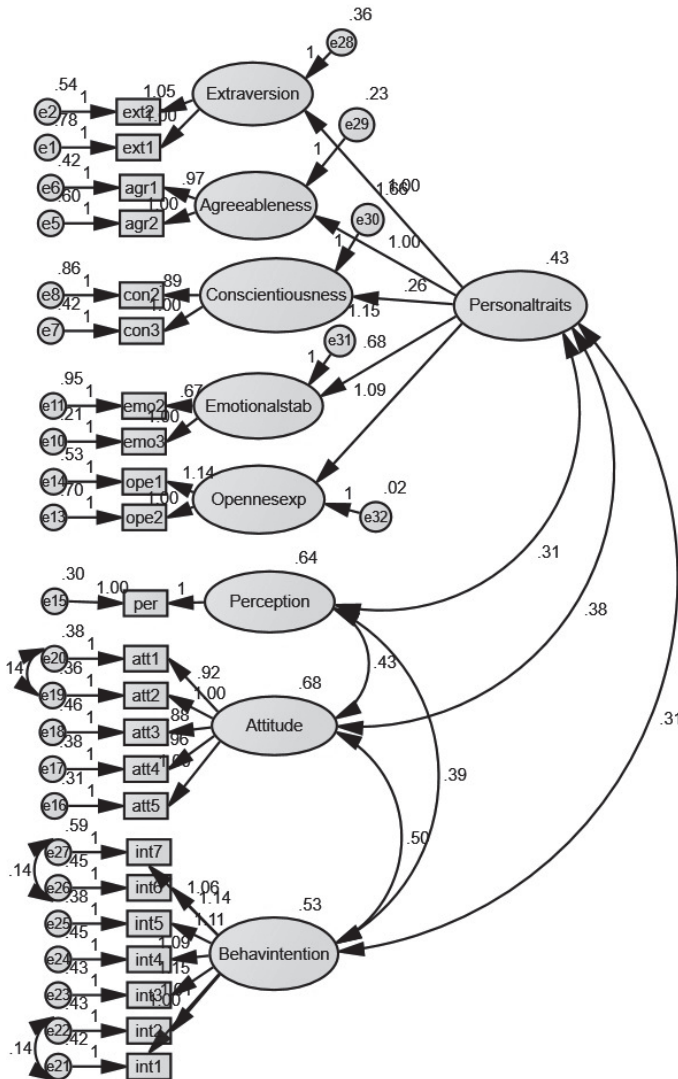 .36
e28
1
.54
e2
1
ext2
1.05
Extraversion
.78
e1
1
ext1
1.00
.23
e29
1
.42
e6
1
agr1
.97
Agreeableness
.60
e5
1
agr2
1.00
1.00
1.66
1.00
e30
1
.86
e8
1
con2
.89
Conscientiousness
.42
e7
1
con3
1.00
.26
1.15
.43
Personaltraits
e31
1
.68
1.09
.95
e11
1
emo2
.67
Emotionalstab
.21
e10
1
emo3
1.00
.53
e14
1
ope1
1.14
Opennesexp
.70
e13
1
ope2
1.00
1
.02
e32
.64
.30
e15
1.00
per
1
Perception
.31
.38
.43
.38
e20
1
att1
.92
.14
.36
e19
1
att2
1.00
.68
Attitude
.46
e18
1
att3
.88
.38
e17
1
att4
.96
.31
e16
1
att5
.39
.31
.50
.59
e27
1
int7
1.06
.14
.45
e26
1
int6
1.14
.38
e25
1
int5
1.11
.53
Behavintention
.45
e24
1
int4
1.09
.43
e23
1
int3
1.15
.43
e22
1
int2
1.00
.14
.42
e21
1
int1